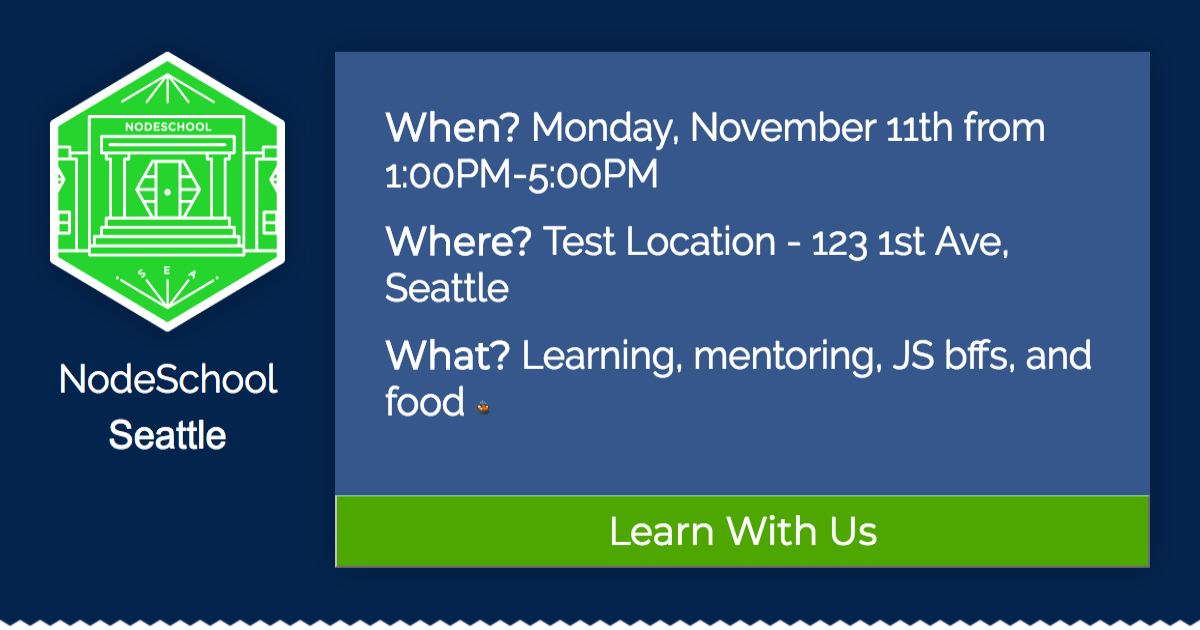 NODESCHOOL
SEA
NodeSchool
Seattle
When? Monday, November 11th from
1:00PM-5:00PM
Where? Test Location - 123 1st Ave,
Seattle
What? Learning, mentoring, JS bffs, and
food
Learn With Us